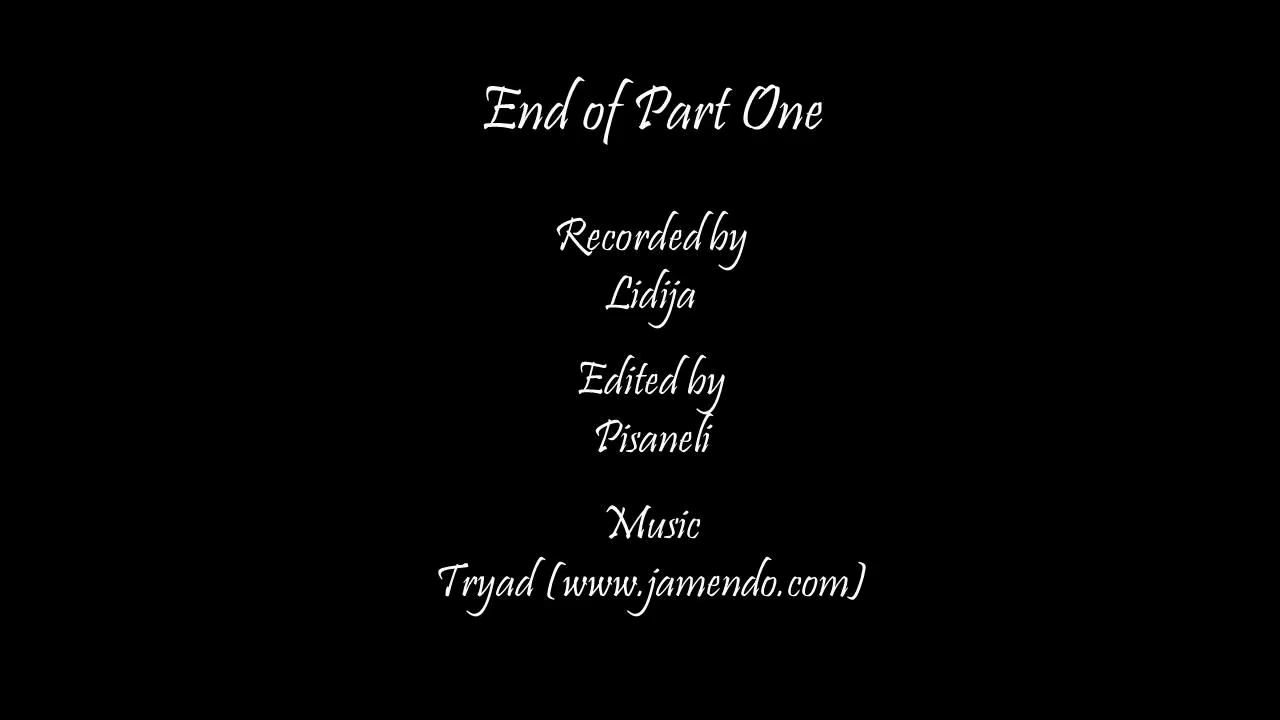 End of Part One
Recorded by
Lidija
Edited by
Pisaneli
Music
Tryad (www.jamendo.com)